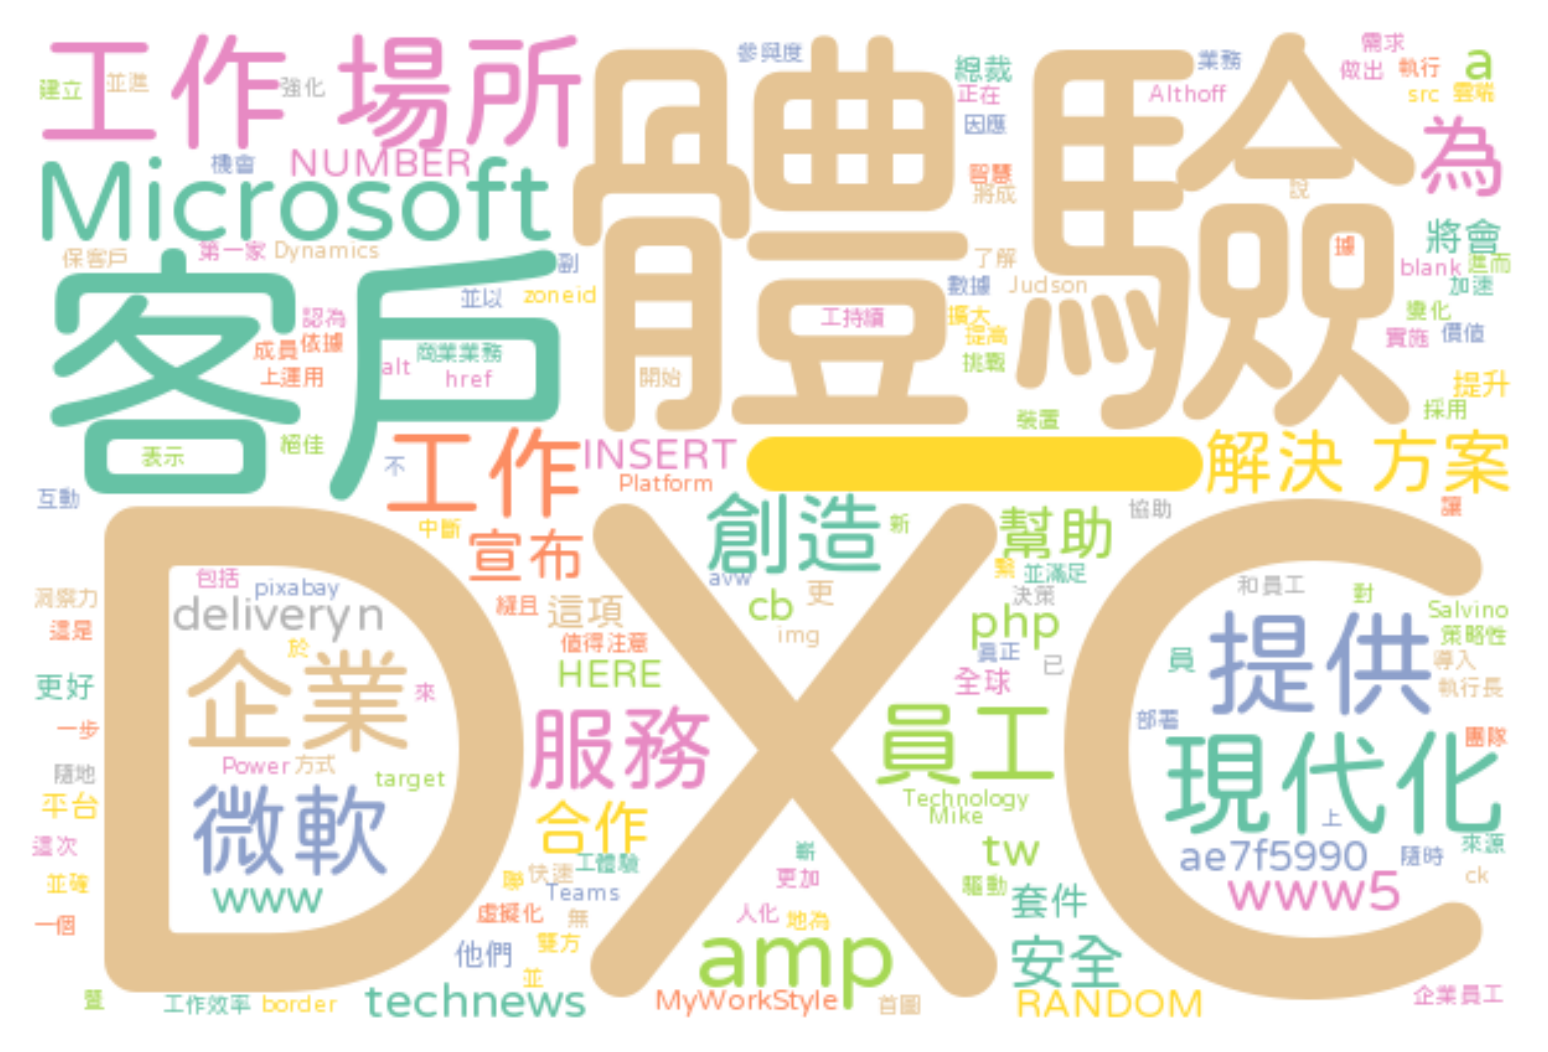 工作 場所
體驗
建立
並進
強化
參與度
總裁
正在
業務
需求
做出
執行
a
Althoff
src
雲端
因應
為
機會
NUMBER
Microsoft
智慧
將成
說
保客戶
第一家
Dynamics
副
了解
據
將會
blank
進而
客戶
並以
zoneid
數據
Judson
加速
認為
工持續
擴大
變化
成員
依據
商業業務
提高
實施
價值
上運用
alt
href
開始
挑戰
提升
裝置
採用
表示
絕佳
不
工作
INSERT
Platform
一
解決 方案
互動
中斷
宣布
創造
新
幫助
協助
讓
DXC
包括
pixabay
avw
並滿足
和員工
對
洞察力
這是
deliveryn
這項
cb
更
決策
php
Salvino
策略性
於
值得注意
img
真正
已
員
提供
導入
執行長
更好
企業
來
HERE
全球
一步
服務
員工
部署
團隊
隨地
Power
方式
target
現代化
平台
微軟
合作
Technology
Mike
上
這次
工體驗
嶄
tw
ae7f5990
隨時
來源
並確
www
聯
快速
Teams
更加
驅動
套件
www5
ck
一個
虛擬化
無
人化
地為
他們
雙方
amp
安全
並
暨
工作效率
border
technews
MyWorkStyle
首圖
RANDOM
企業員工